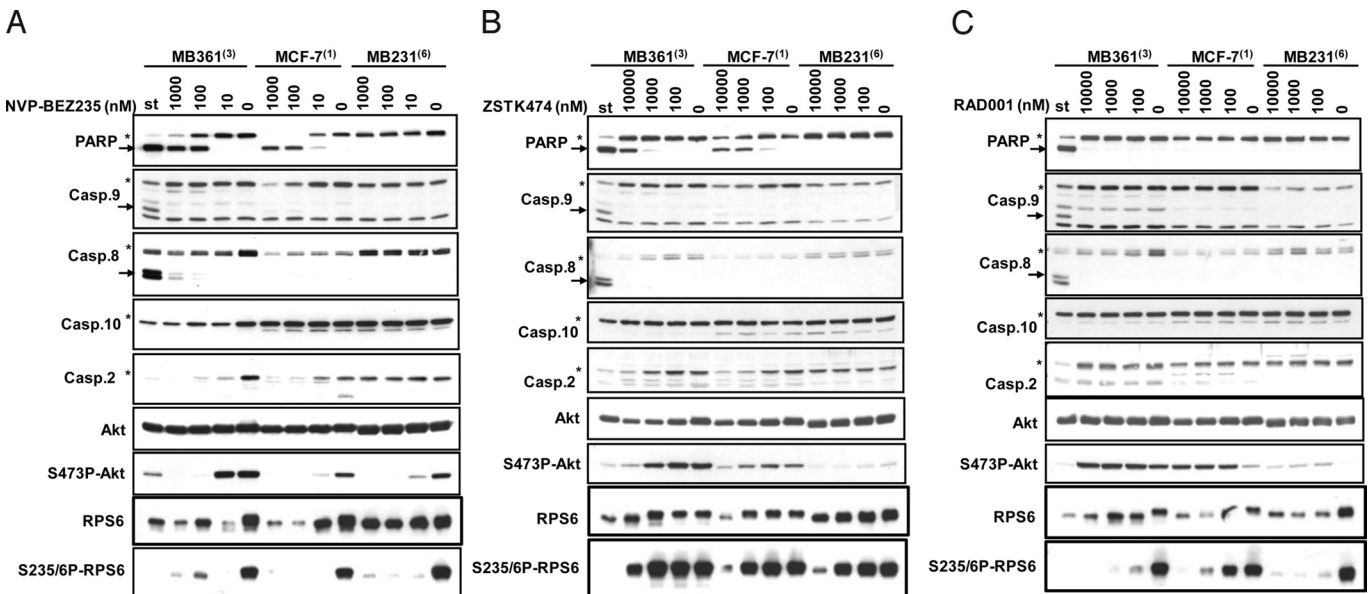 A
MB361(3) MCF-7(1) MB231(6)
NVP-BEZ235 (nM) st 1000 100 10 0 1000 100 10 0 1000 100 10 0
PARP *
Casp.9 *
Casp.8 *
Casp.10 *
Casp.2 *
Akt
S473P-Akt
RPS6
S235/6P-RPS6
B
MB361(3) MCF-7(1) MB231(6)
ZSTK474 (nM) st 10000 1000 100 0 10000 1000 100 0 10000 1000 100 0
PARP *
Casp.9 *
Casp.8 *
Casp.10 *
Casp.2 *
Akt
S473P-Akt
RPS6
S235/6P-RPS6
C
MB361(3) MCF-7(1) MB231(6)
RAD001 (nM) st 10000 1000 100 0 10000 1000 100 0 10000 1000 100 0
PARP *
Casp.9 *
Casp.8 *
Casp.10 *
Casp.2 *
Akt
S473P-Akt
RPS6
S235/6P-RPS6